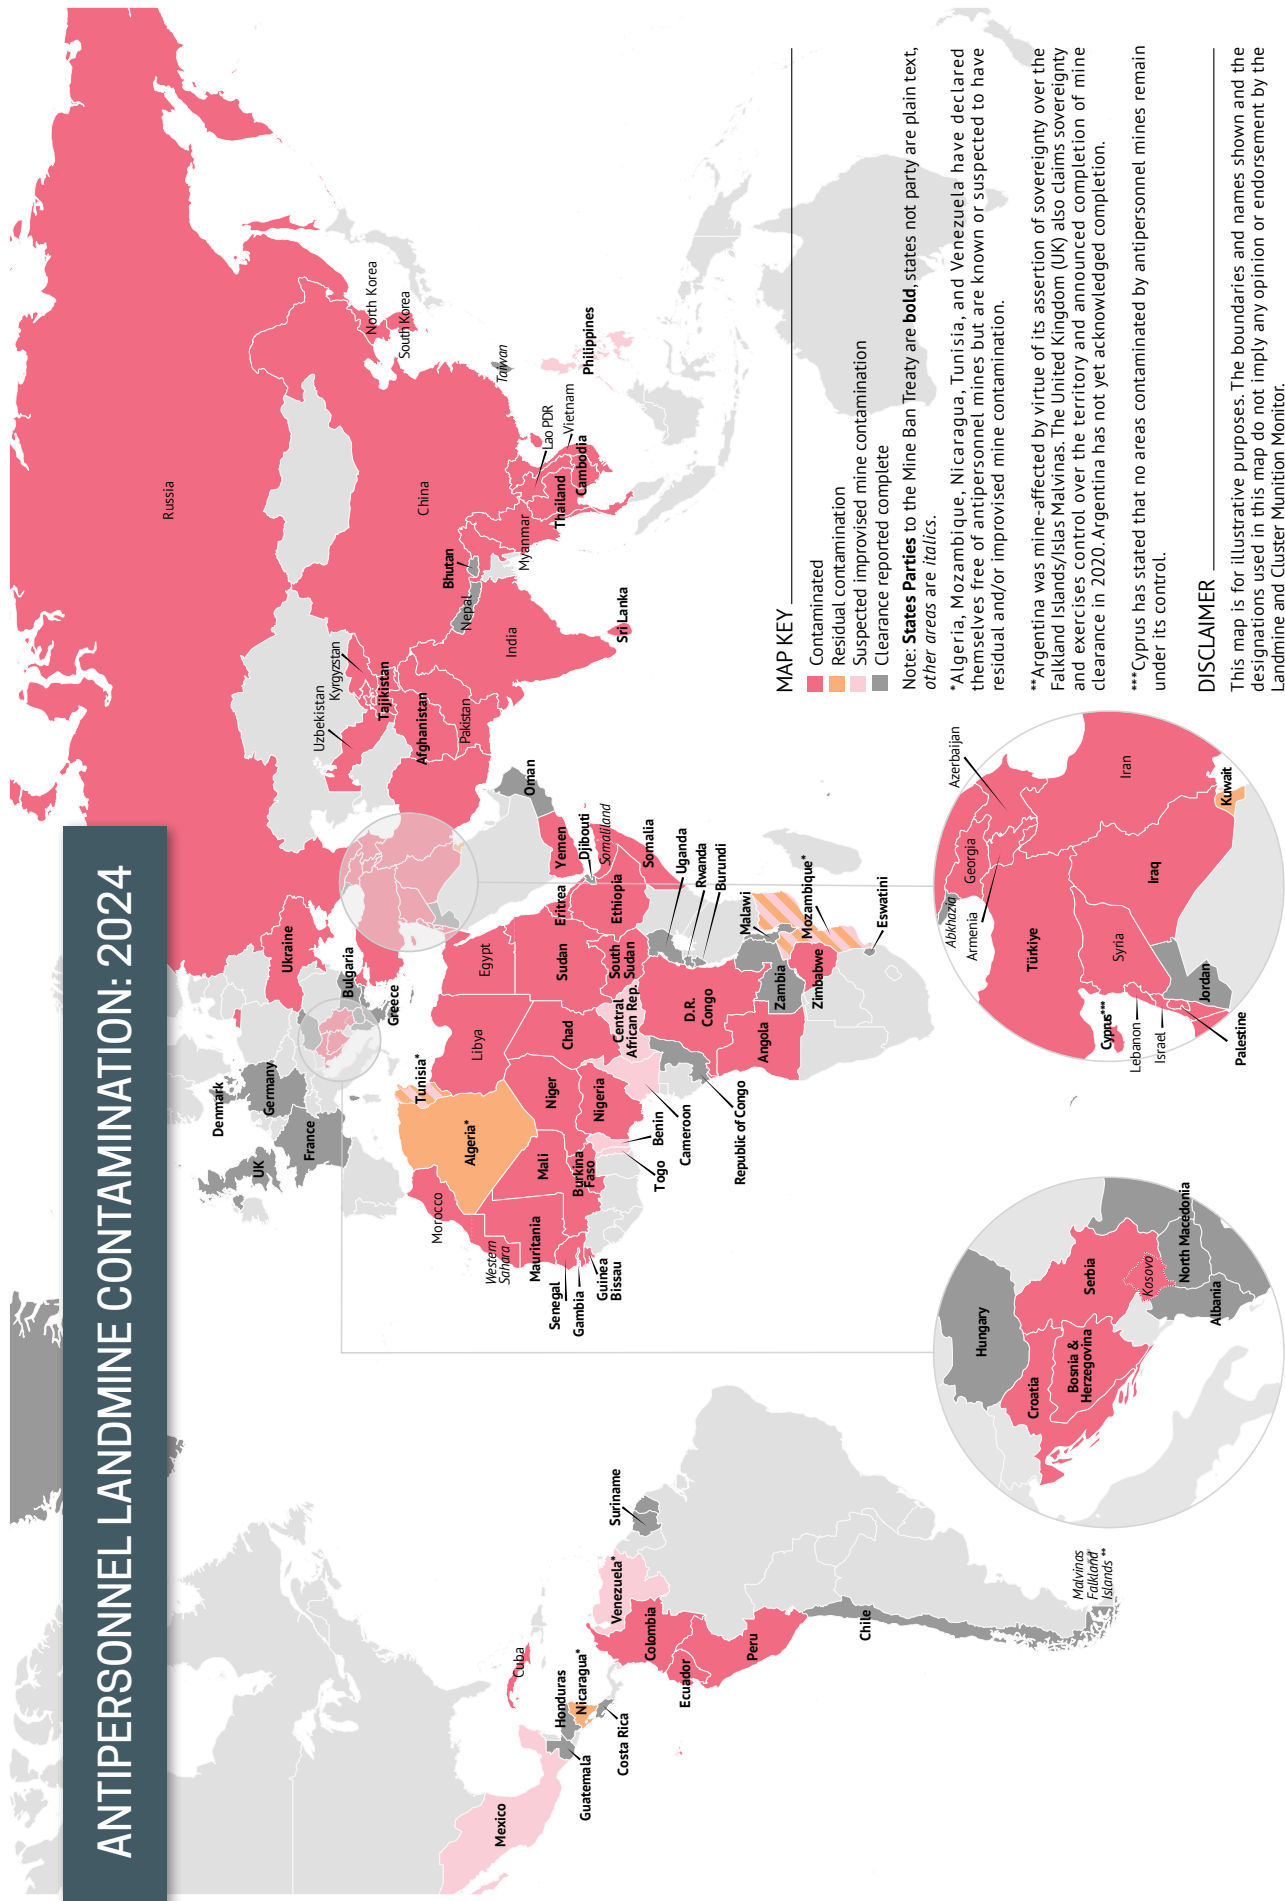 ANTIPERSONNEL LANDMINE CONTAMINATION: 2024
Russia
China
North Korea
South Korea
Taiwan
Philippines
Lao PDR
Vietnam
Cambodia
Thailand
Myanmar
Bhutan
Nepal
India
Sri Lanka
Kyrgyzstan
Uzbekistan
Tajikistan
Afghanistan
Pakistan
Oman
Yemen
Djibouti
Somaliland
Somalia
Eritrea
Ethiopia
Uganda
Rwanda
Burundi
Malawi
Mozambique*
Eswatini
Zimbabwe
Zambia
Angola
D.R.
Congo
South
Sudan
Sudan
Egypt
Libya
Chad
Central
African Rep.
Niger
Nigeria
Republic of Congo
Cameroon
Benin
Togo
Burkina
Faso
Mali
Algeria*
Tunisia*
Morocco
Western
Sahara
Mauritania
Senegal
Gambia
Guinea
Bissau
Ukraine
Bulgaria
Greece
Denmark
Germany
France
UK
Mexico
Cuba
Guatemala
Honduras
Nicaragua*
Costa Rica
Venezuela*
Suriname
Colombia
Ecuador
Peru
Chile
Malvinas
Falkland
Islands **
Hungary
Croatia
Bosnia &
Herzegovina
Serbia
Kosovo
North Macedonia
Albania
Abkhazia
Georgia
Armenia
Azerbaijan
Türkiye
Syria
Iraq
Iran
Kuwait
Jordan
Cyprus***
Lebanon
Israel
Palestine
MAP KEY
Contaminated
Residual contamination
Suspected improvised mine contamination
Clearance reported complete
Note: States Parties to the Mine Ban Treaty are bold, states not party are plain text,
other areas are italics.
*Algeria, Mozambique, Nicaragua, Tunisia, and Venezuela have declared
themselves free of antipersonnel mines but are known or suspected to have
residual and/or improvised mine contamination.
**Argentina was mine-affected by virtue of its assertion of sovereignty over the
Falkland Islands/Islas Malvinas. The United Kingdom (UK) also claims sovereignty
and exercises control over the territory and announced completion of mine
clearance in 2020. Argentina has not yet acknowledged completion.
***Cyprus has stated that no areas contaminated by antipersonnel mines remain
under its control.
DISCLAIMER
This map is for illustrative purposes. The boundaries and names shown and the
designations used in this map do not imply any opinion or endorsement by the
Landmine and Cluster Munition Monitor.